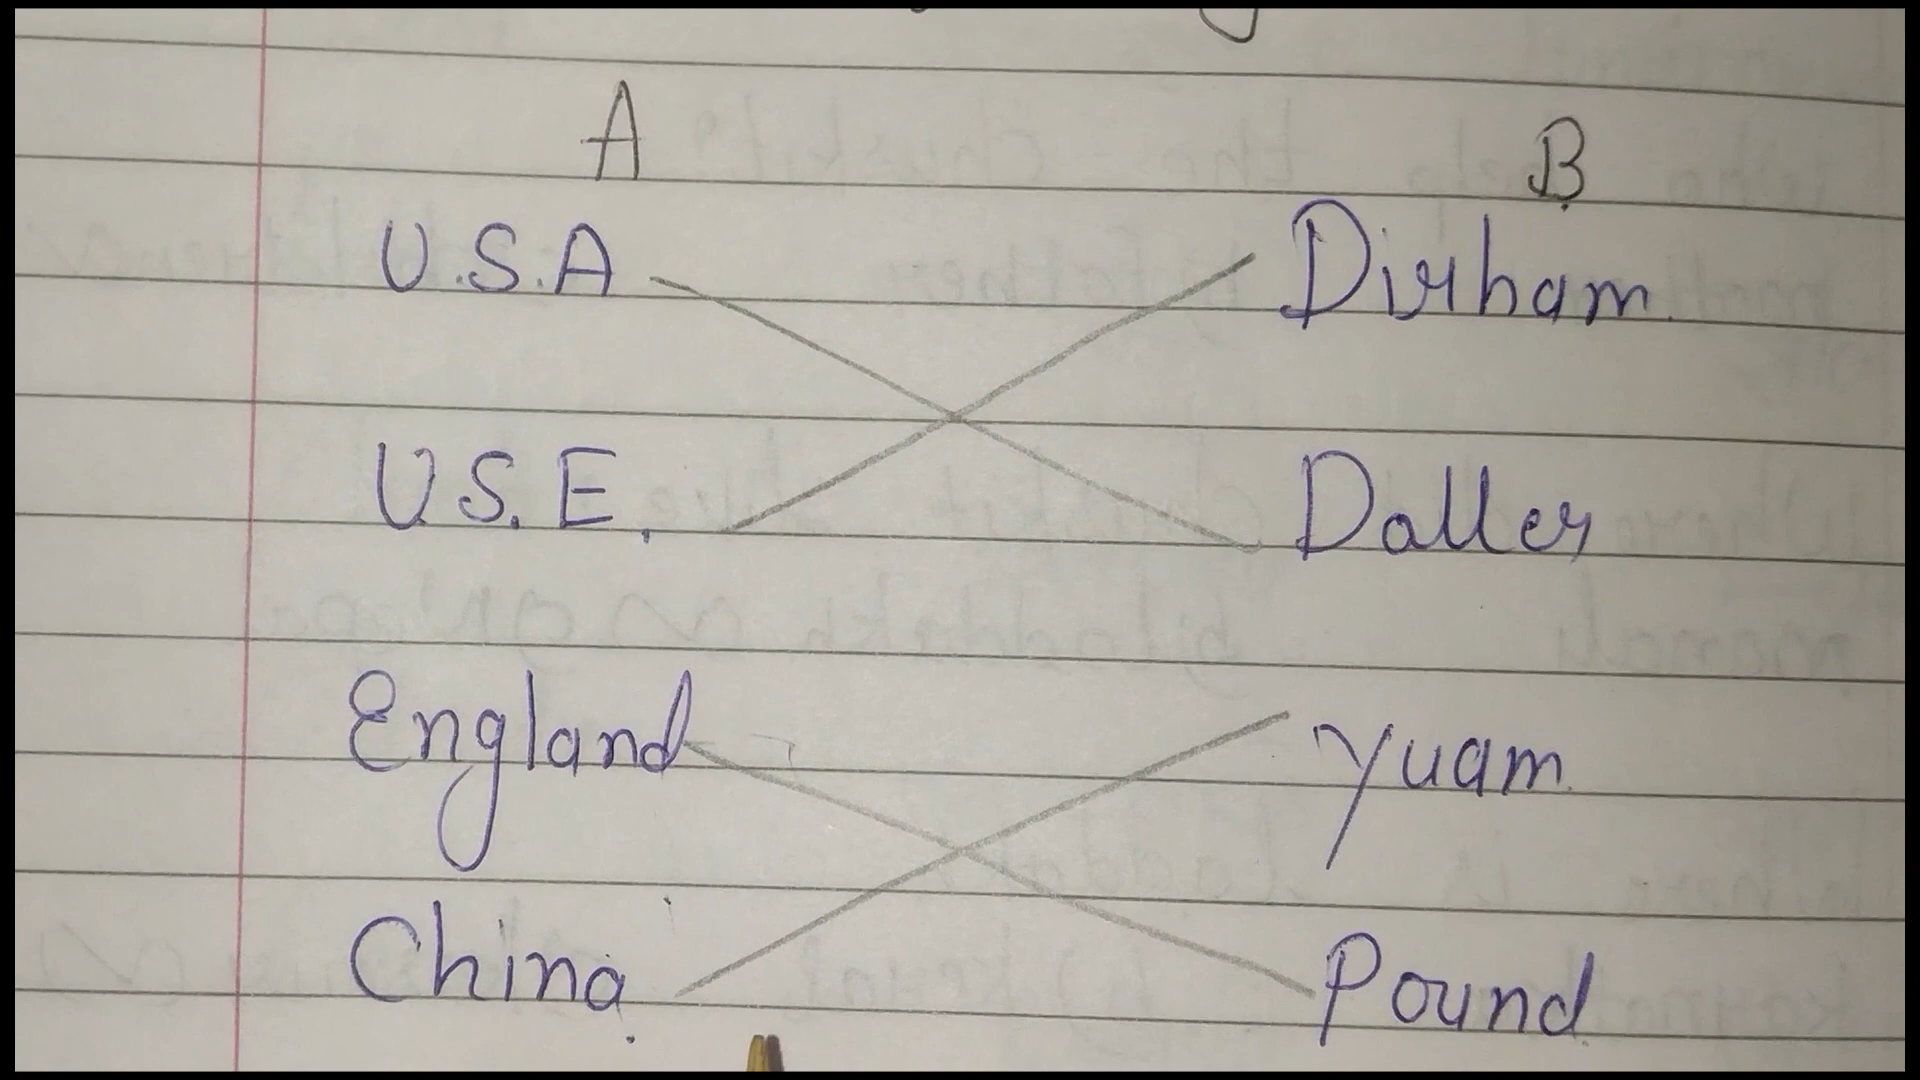 A B
U.S.A Dirham
U.S.E. Daller
England Yuam
China Pound